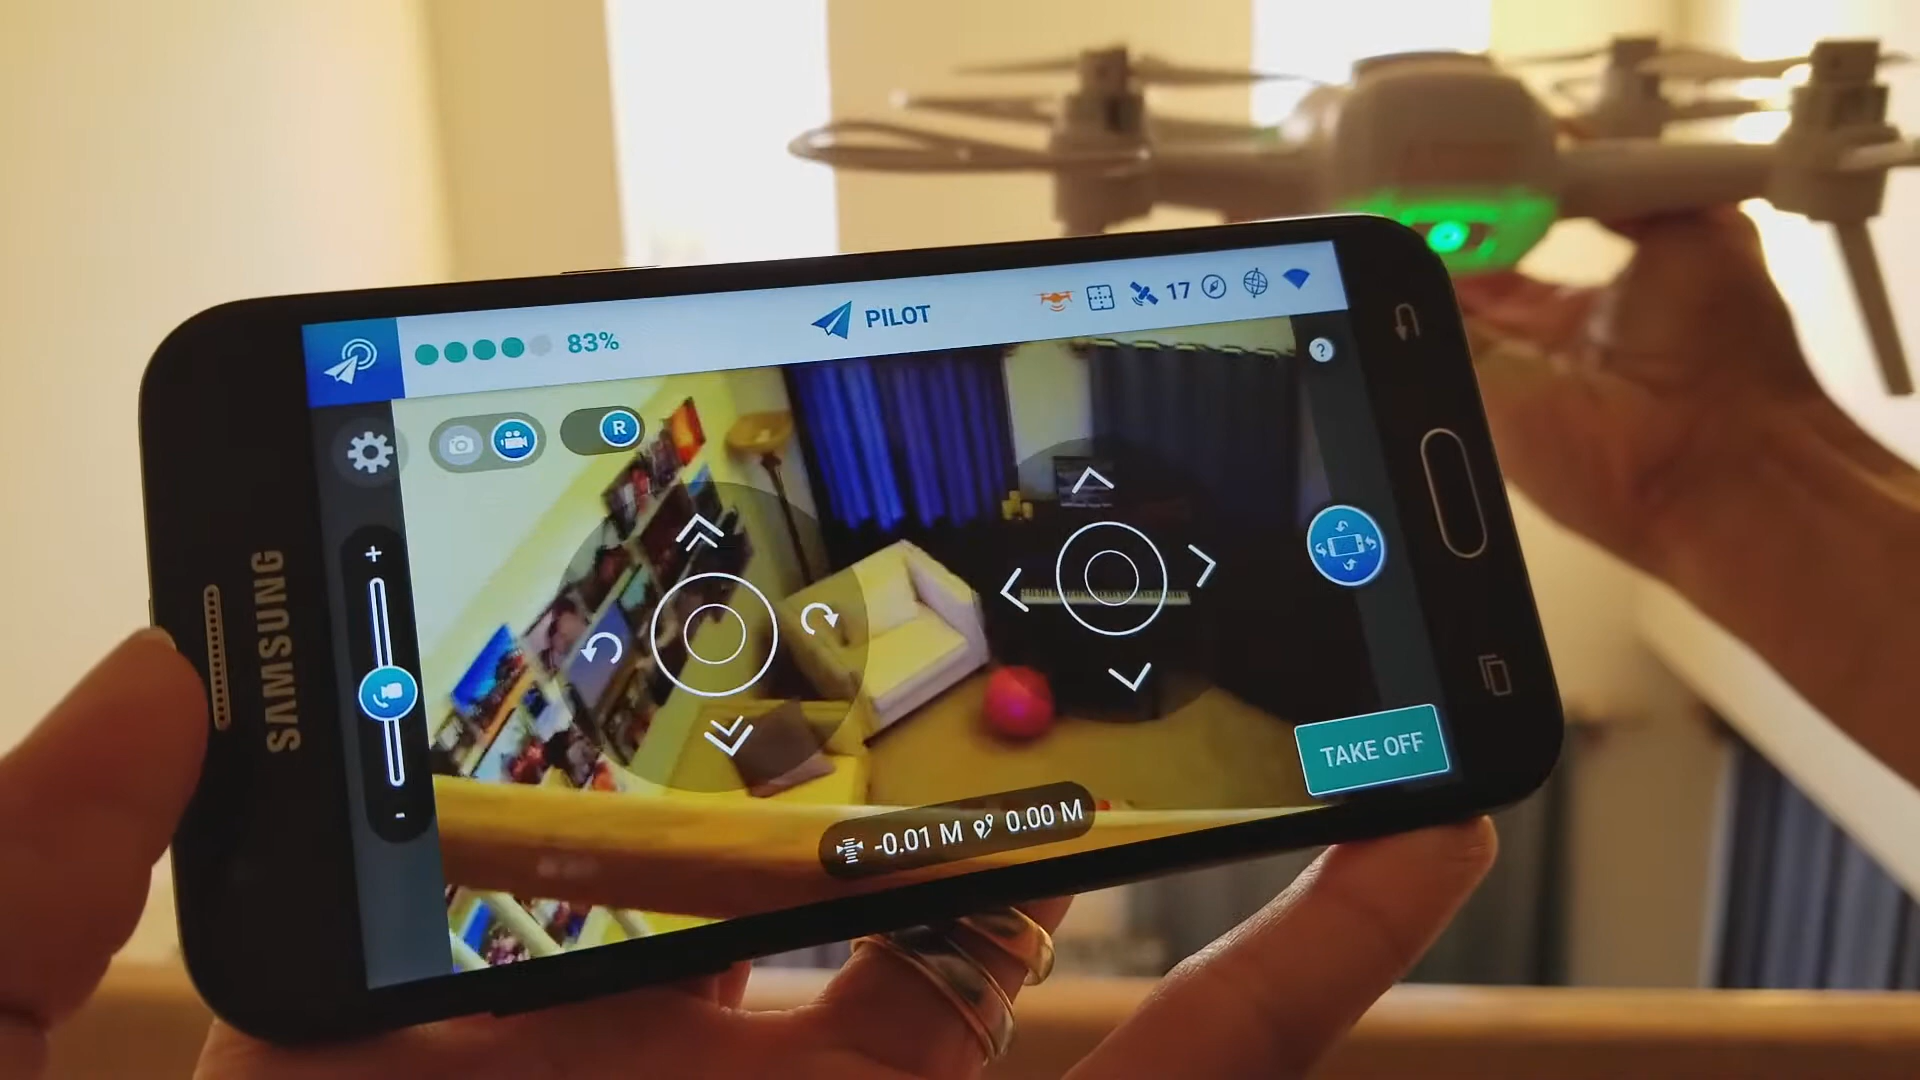 83%
PILOT
17
?
R
+
-
SAMSUNG
TAKE OFF
-0.01 M 0.00 M